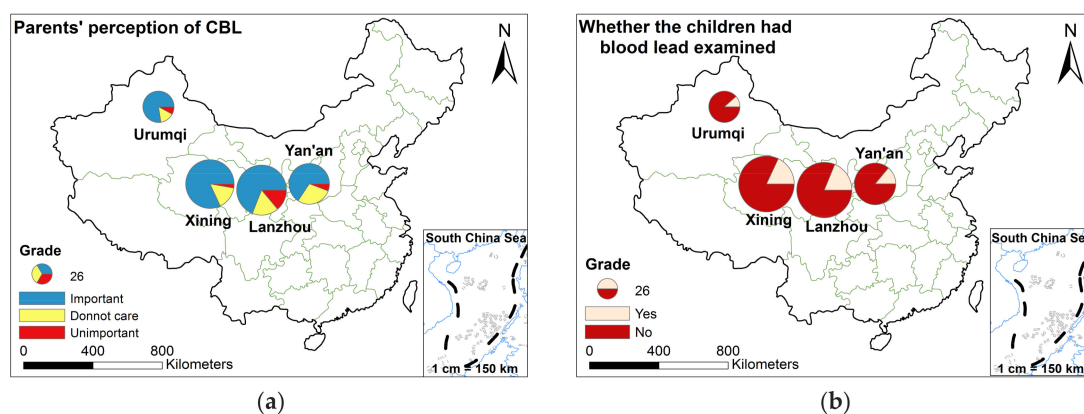 Parents' perception of CBL
N
Urumqi
Yan'an
Xining
Lanzhou
Grade
26
Important
Donnot care
Unimportant
0 400 800
Kilometers
South China Sea
1 cm = 150 km
(a)
Whether the children had
blood lead examined
N
Urumqi
Yan'an
Xining
Lanzhou
Grade
26
Yes
No
0 400 800
Kilometers
South China Sea
1 cm = 150 km
(b)